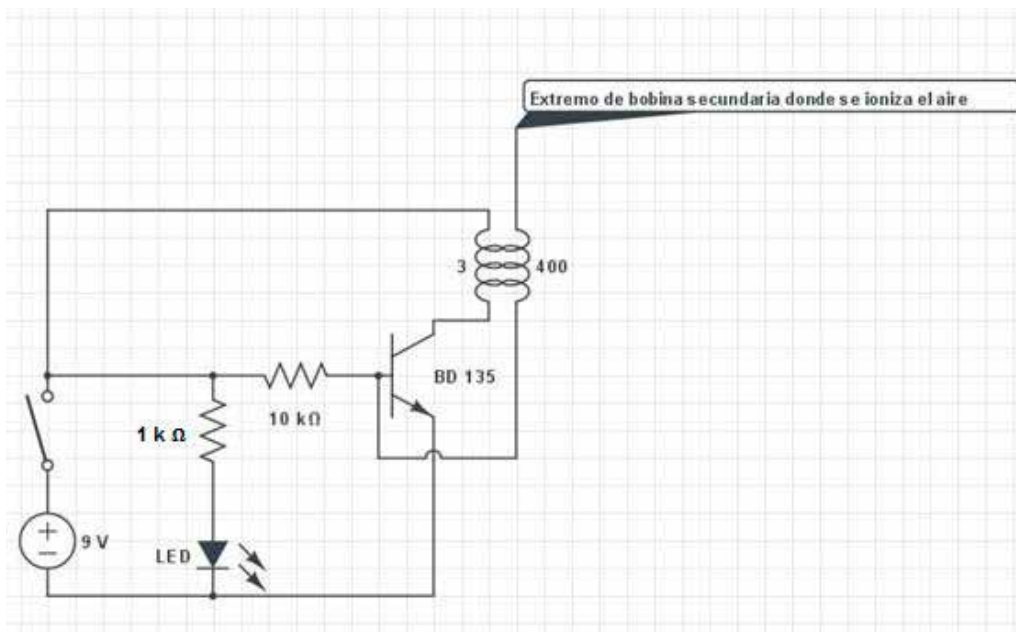 Extremo de bobina secundaria donde se ioniza el aire
3
400
BD 135
10 kΩ
1 k Ω
9 V
LED